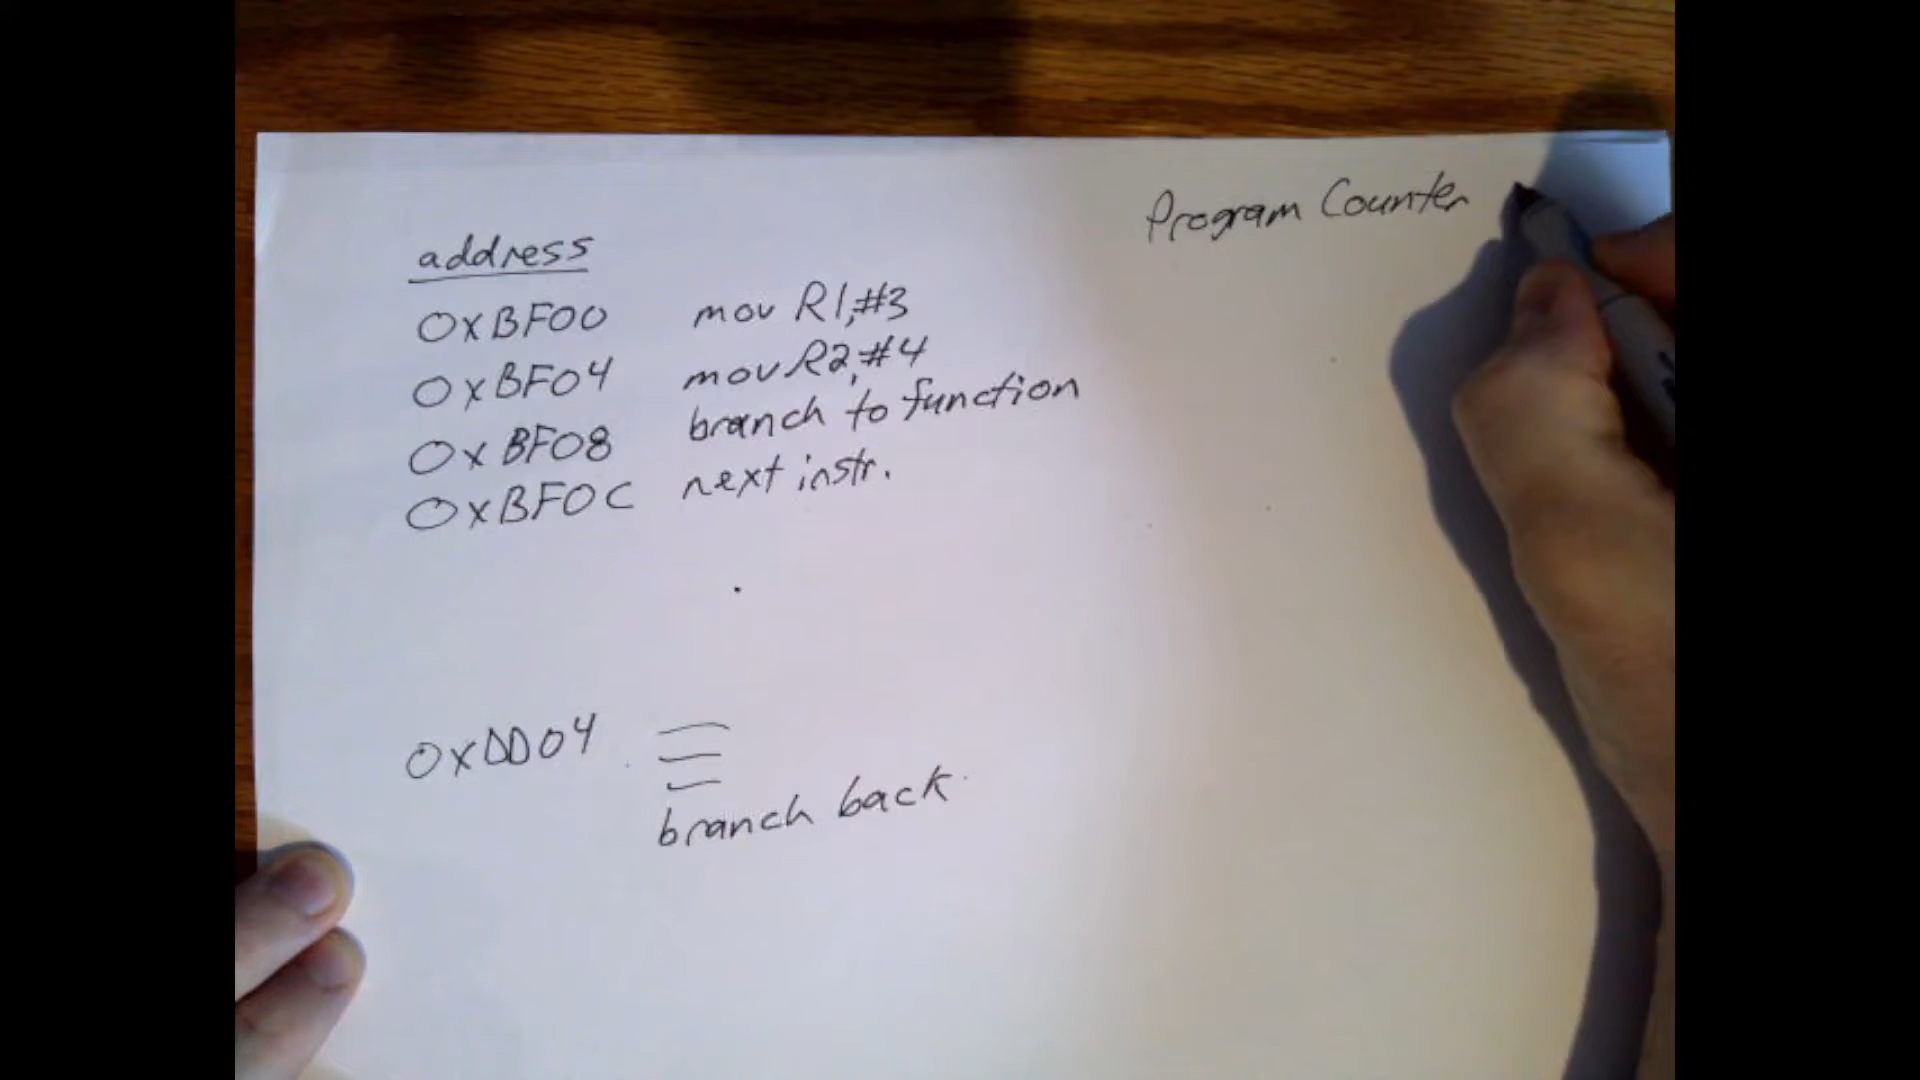 Program Counter
address
0xBF00 mov R1,#3
0xBF04 mov R2,#4
0xBF08 branch to function
0xBF0C next instr.
0xDD04
branch back